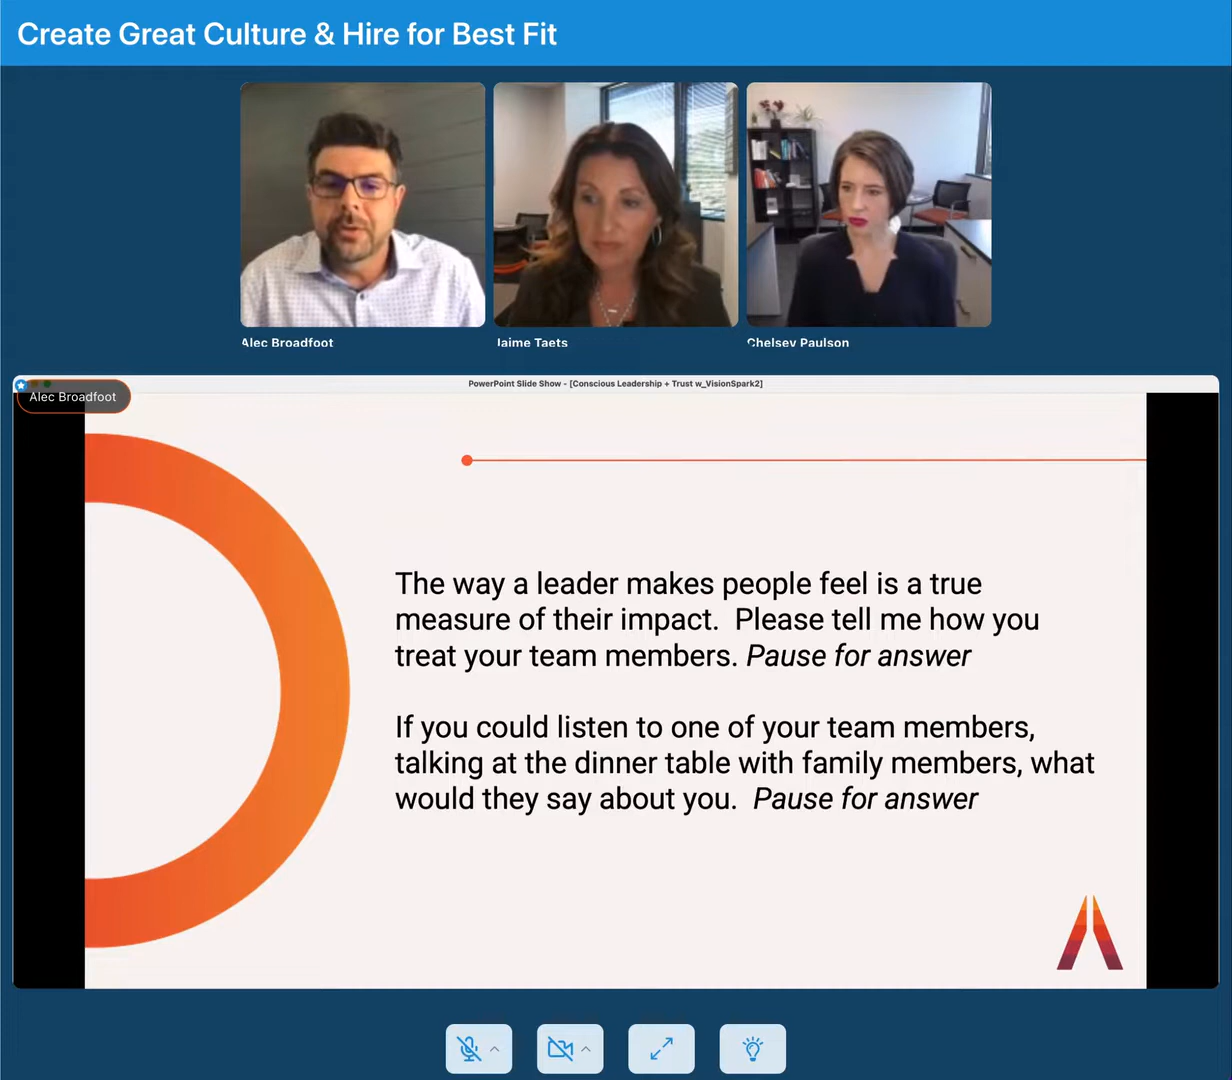 Create Great Culture & Hire for Best Fit
Alec Broadfoot
Jaime Taets
Chelsey Paulson
PowerPoint Slide Show - [Conscious Leadership + Trust w_VisionSpark2]
Alec Broadfoot
The way a leader makes people feel is a true
measure of their impact.  Please tell me how you
treat your team members. Pause for answer
If you could listen to one of your team members,
talking at the dinner table with family members, what
would they say about you.  Pause for answer